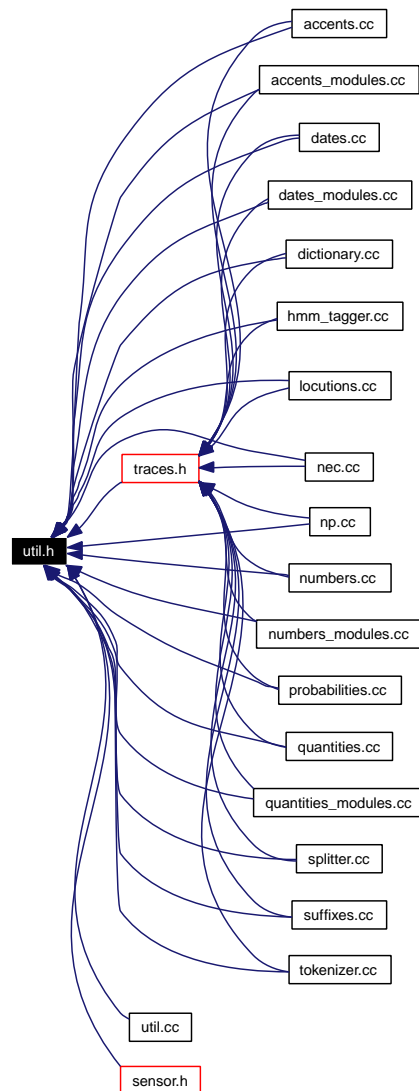 accents.cc
accents_modules.cc
dates.cc
dates_modules.cc
dictionary.cc
hmm_tagger.cc
locutions.cc
nec.cc
traces.h
np.cc
util.h
numbers.cc
numbers_modules.cc
probabilities.cc
quantities.cc
quantities_modules.cc
splitter.cc
suffixes.cc
tokenizer.cc
util.cc
sensor.h